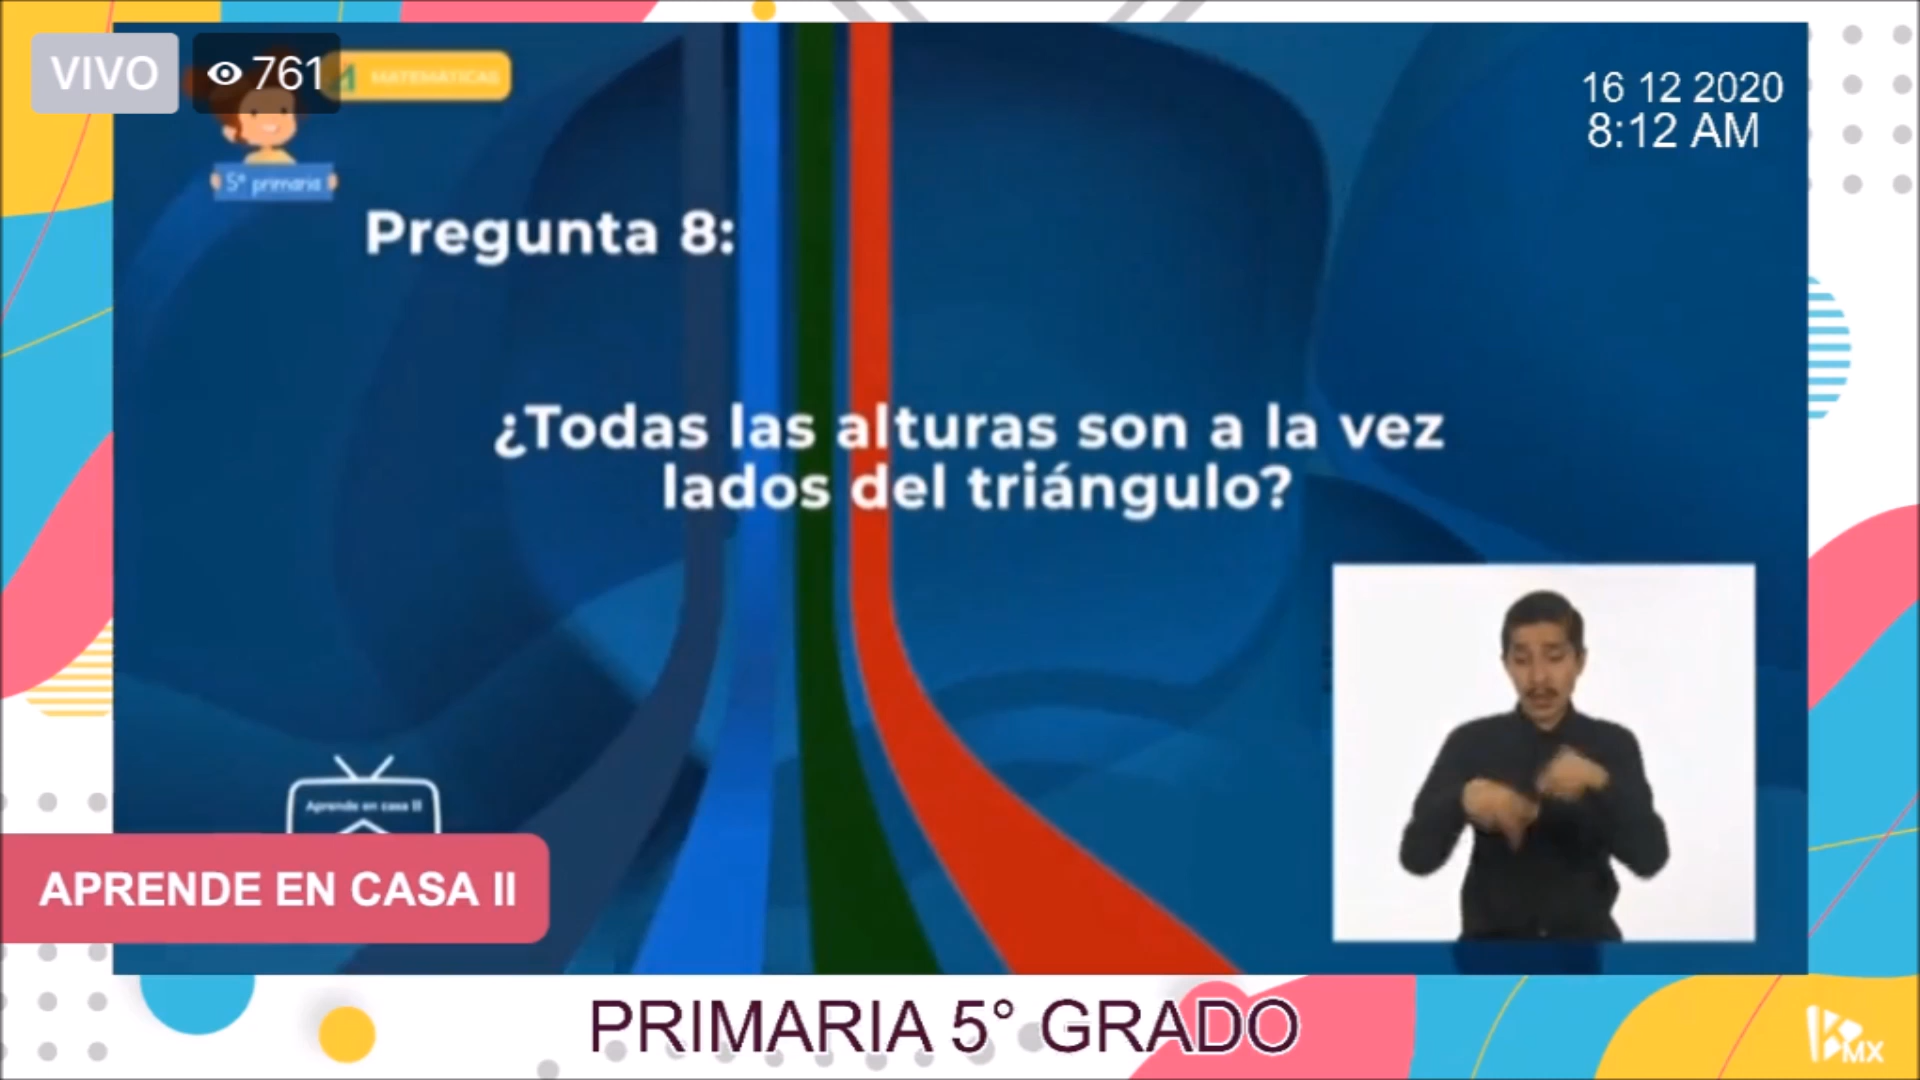 VIVO
761
MATEMÁTICAS
16 12 2020
8:12 AM
5° primaria
Pregunta 8:
¿Todas las alturas son a la vez
lados del triángulo?
Aprende en casa II
APRENDE EN CASA II
PRIMARIA 5° GRADO
MX